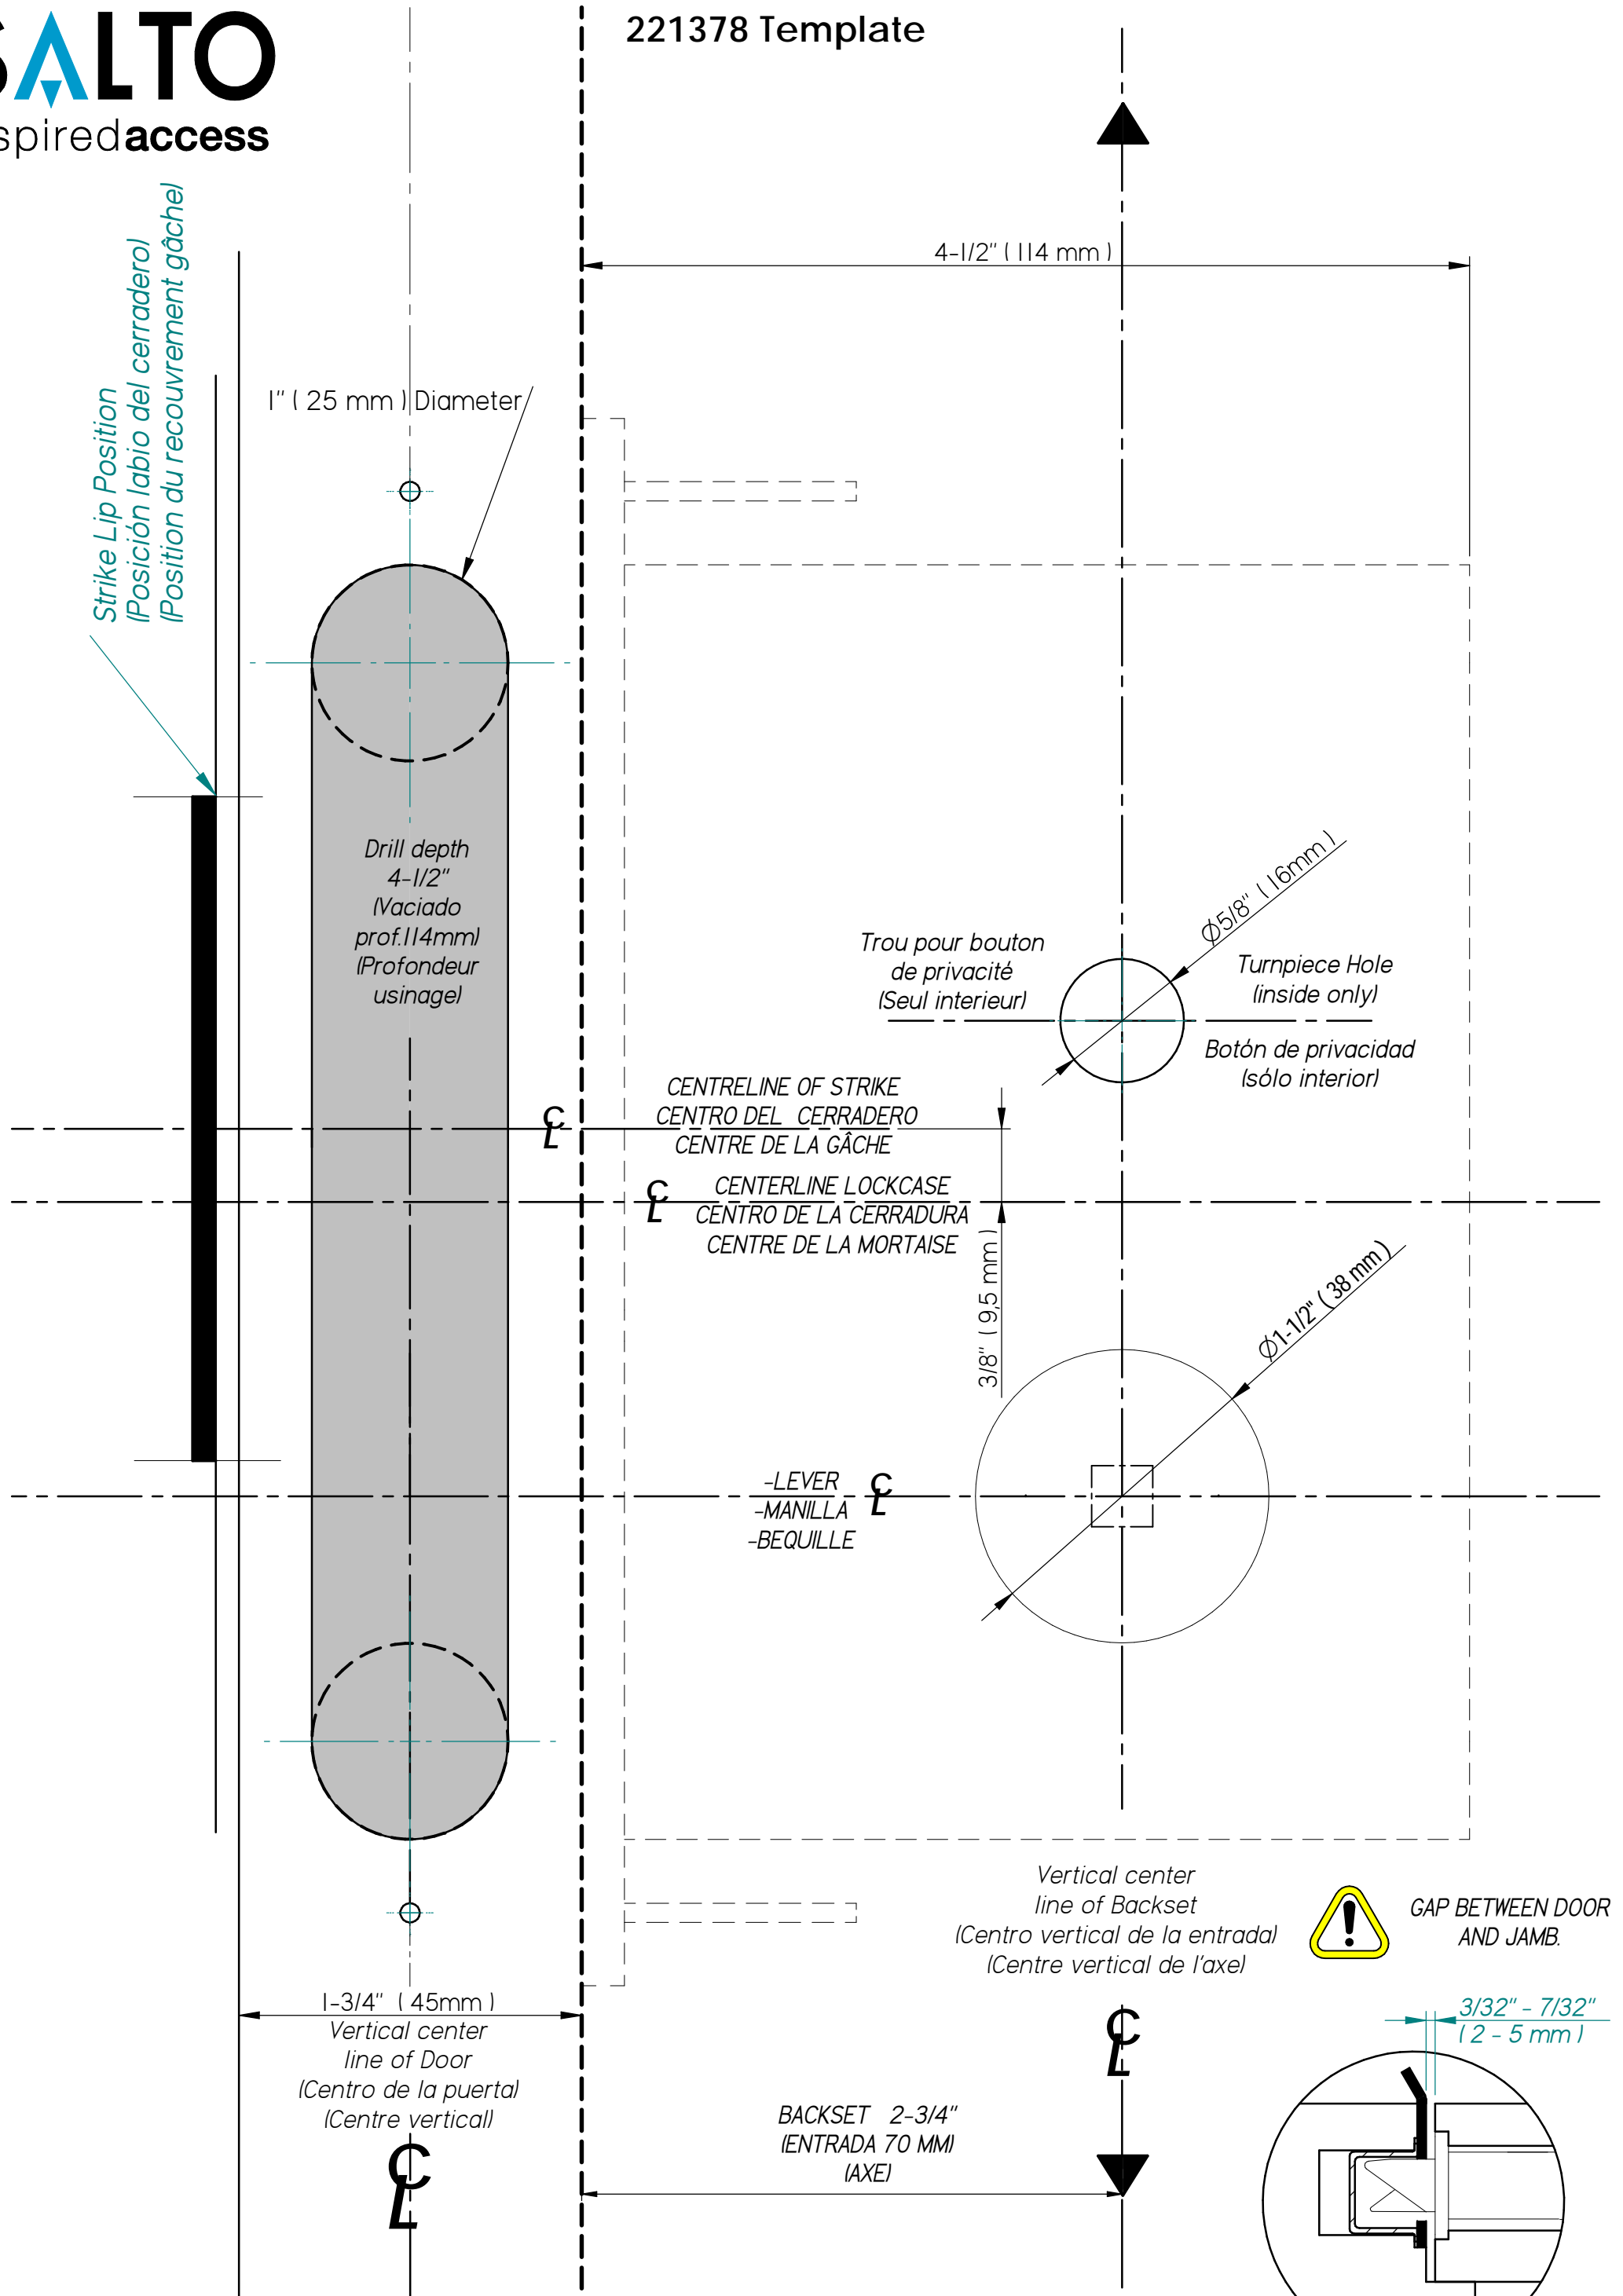 221378 Template
SALTO
spiredaccess
Strike Lip Position
(Posición labio del cerradero)
(Position du recouvrement gâche)
4-1/2" ( 114 mm )
1" ( 25 mm ) Diameter
Drill depth
4-1/2"
(Vaciado
prof.114mm)
(Profondeur
usinage)
Trou pour bouton
de privacité
(Seul interieur)
Ø5/8" ( 16mm )
Turnpiece Hole
(inside only)
Botón de privacidad
(sólo interior)
CENTRELINE OF STRIKE
CENTRO DEL CERRADERO
CENTRE DE LA GÂCHE
CL
CENTERLINE LOCKCASE
CENTRO DE LA CERRADURA
CENTRE DE LA MORTAISE
CL
3/8" ( 9,5 mm )
Ø1-1/2" ( 38 mm )
-LEVER
-MANILLA
-BEQUILLE
CL
Vertical center
line of Backset
(Centro vertical de la entrada)
(Centre vertical de l'axe)
CL
GAP BETWEEN DOOR
AND JAMB.
3/32" - 7/32"
( 2 - 5 mm )
1-3/4" ( 45mm )
Vertical center
line of Door
(Centro de la puerta)
(Centre vertical)
CL
BACKSET 2-3/4"
(ENTRADA 70 MM)
(AXE)